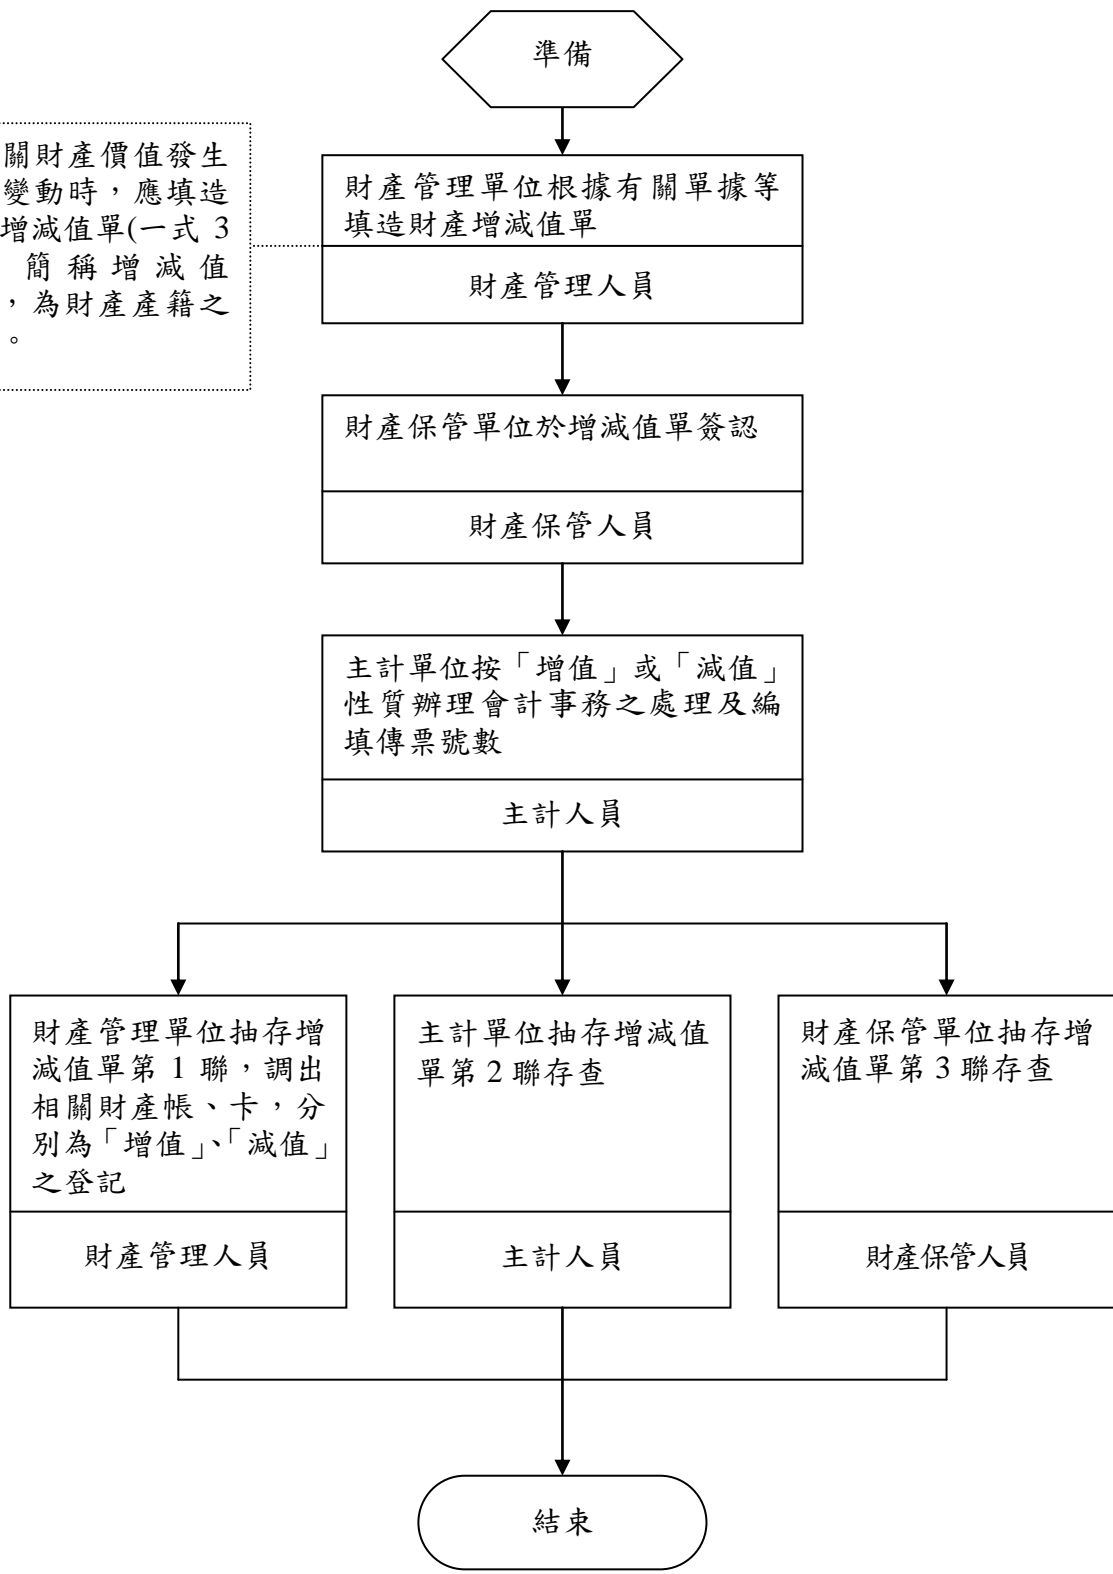 準備
關財產價值發生
變動時，應填造
增減值單(一式 3
簡稱增減值
，為財產產籍之
。
財產管理單位根據有關單據等
填造財產增減值單
財產管理人員
財產保管單位於增減值單簽認
財產保管人員
主計單位按「增值」或「減值」
性質辦理會計事務之處理及編
填傳票號數
主計人員
財產管理單位抽存增
減值單第 1 聯，調出
相關財產帳、卡，分
別為「增值」、「減值」
之登記
財產管理人員
主計單位抽存增減值
單第 2 聯存查
主計人員
財產保管單位抽存增
減值單第 3 聯存查
財產保管人員
結束